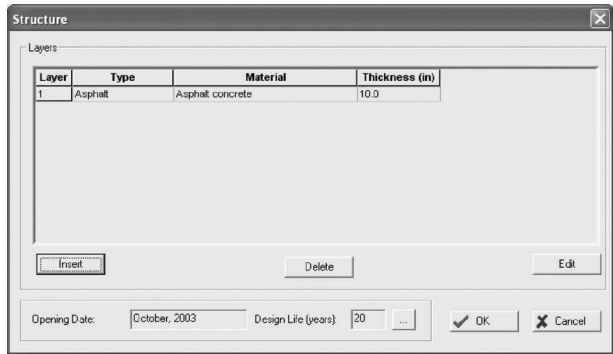 Structure
Layers
Layer Type Material Thickness (in)
1 Asphalt Asphalt concrete 10.0
Insert Delete Edit
Opening Date: October, 2003 Design Life (years): 20 ... OK Cancel